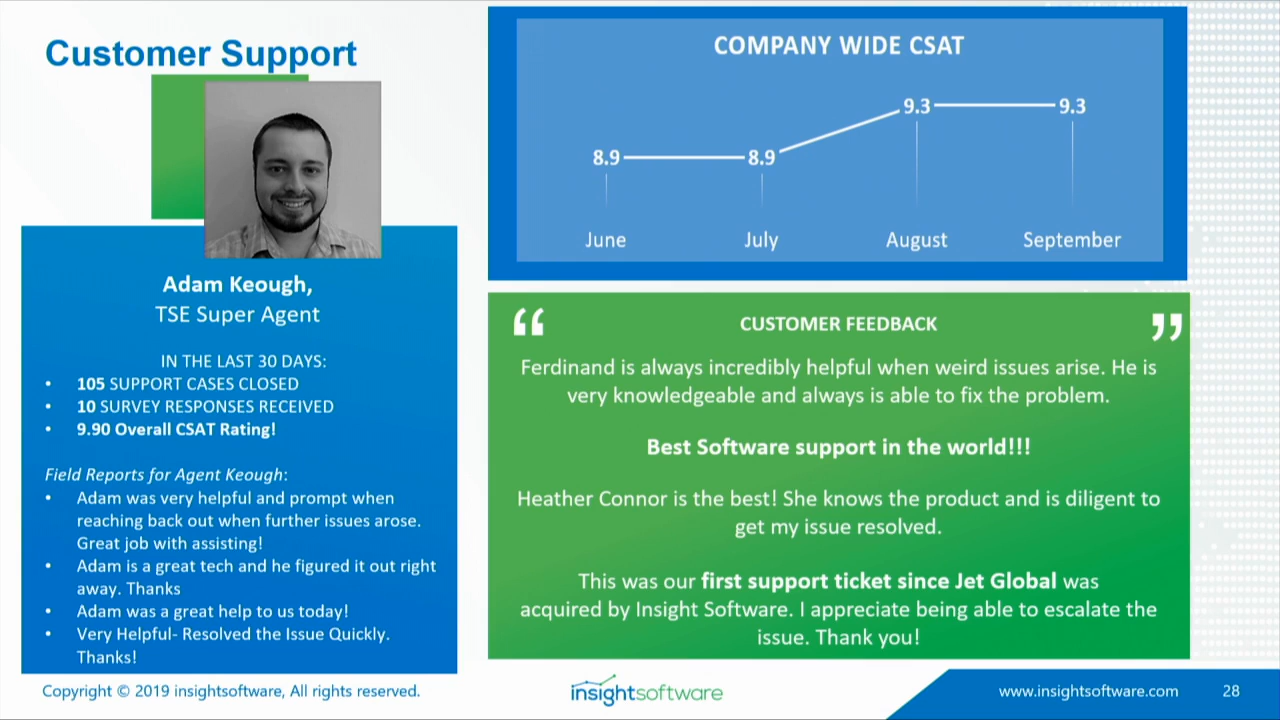 Customer Support
Adam Keough,
TSE Super Agent
IN THE LAST 30 DAYS:
• 105 SUPPORT CASES CLOSED
• 10 SURVEY RESPONSES RECEIVED
• 9.90 Overall CSAT Rating!
Field Reports for Agent Keough:
• Adam was very helpful and prompt when
reaching back out when further issues arose.
Great job with assisting!
• Adam is a great tech and he figured it out right
away. Thanks
• Adam was a great help to us today!
• Very Helpful- Resolved the Issue Quickly.
Thanks!
COMPANY WIDE CSAT
8.9 8.9 9.3 9.3
June July August September
“ CUSTOMER FEEDBACK ”
Ferdinand is always incredibly helpful when weird issues arise. He is
very knowledgeable and always is able to fix the problem.
Best Software support in the world!!!
Heather Connor is the best! She knows the product and is diligent to
get my issue resolved.
This was our first support ticket since Jet Global was
acquired by Insight Software. I appreciate being able to escalate the
issue. Thank you!
Copyright © 2019 insightsoftware, All rights reserved.
insightsoftware
www.insightsoftware.com
28